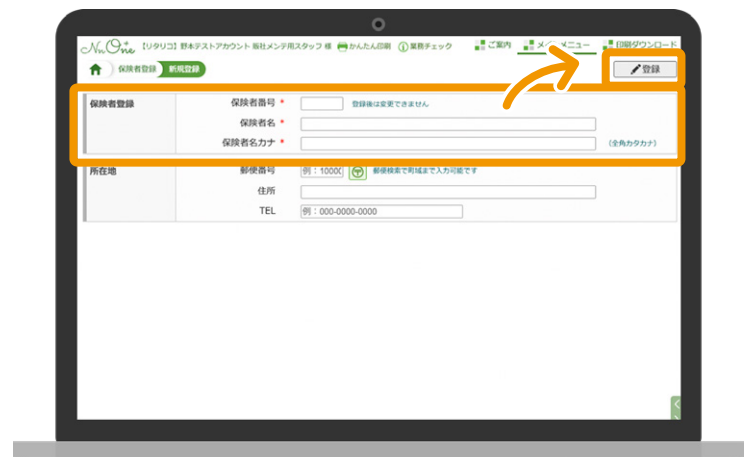 Nn One 【リタリコ】野本テストアカウント 販社メンテ用スタッフ 様 かんたん印刷 業務チェック ご案内 メインメニュー 印刷ダウンロード
保険者登録 新規登録 登録
保険者登録 保険者番号 * 登録後は変更できません
保険者名 *
保険者名カナ * (全角カタカナ)
所在地 郵便番号 例：1000 〒 郵便検索で町域まで入力可能です
住所
TEL 例：000-0000-0000